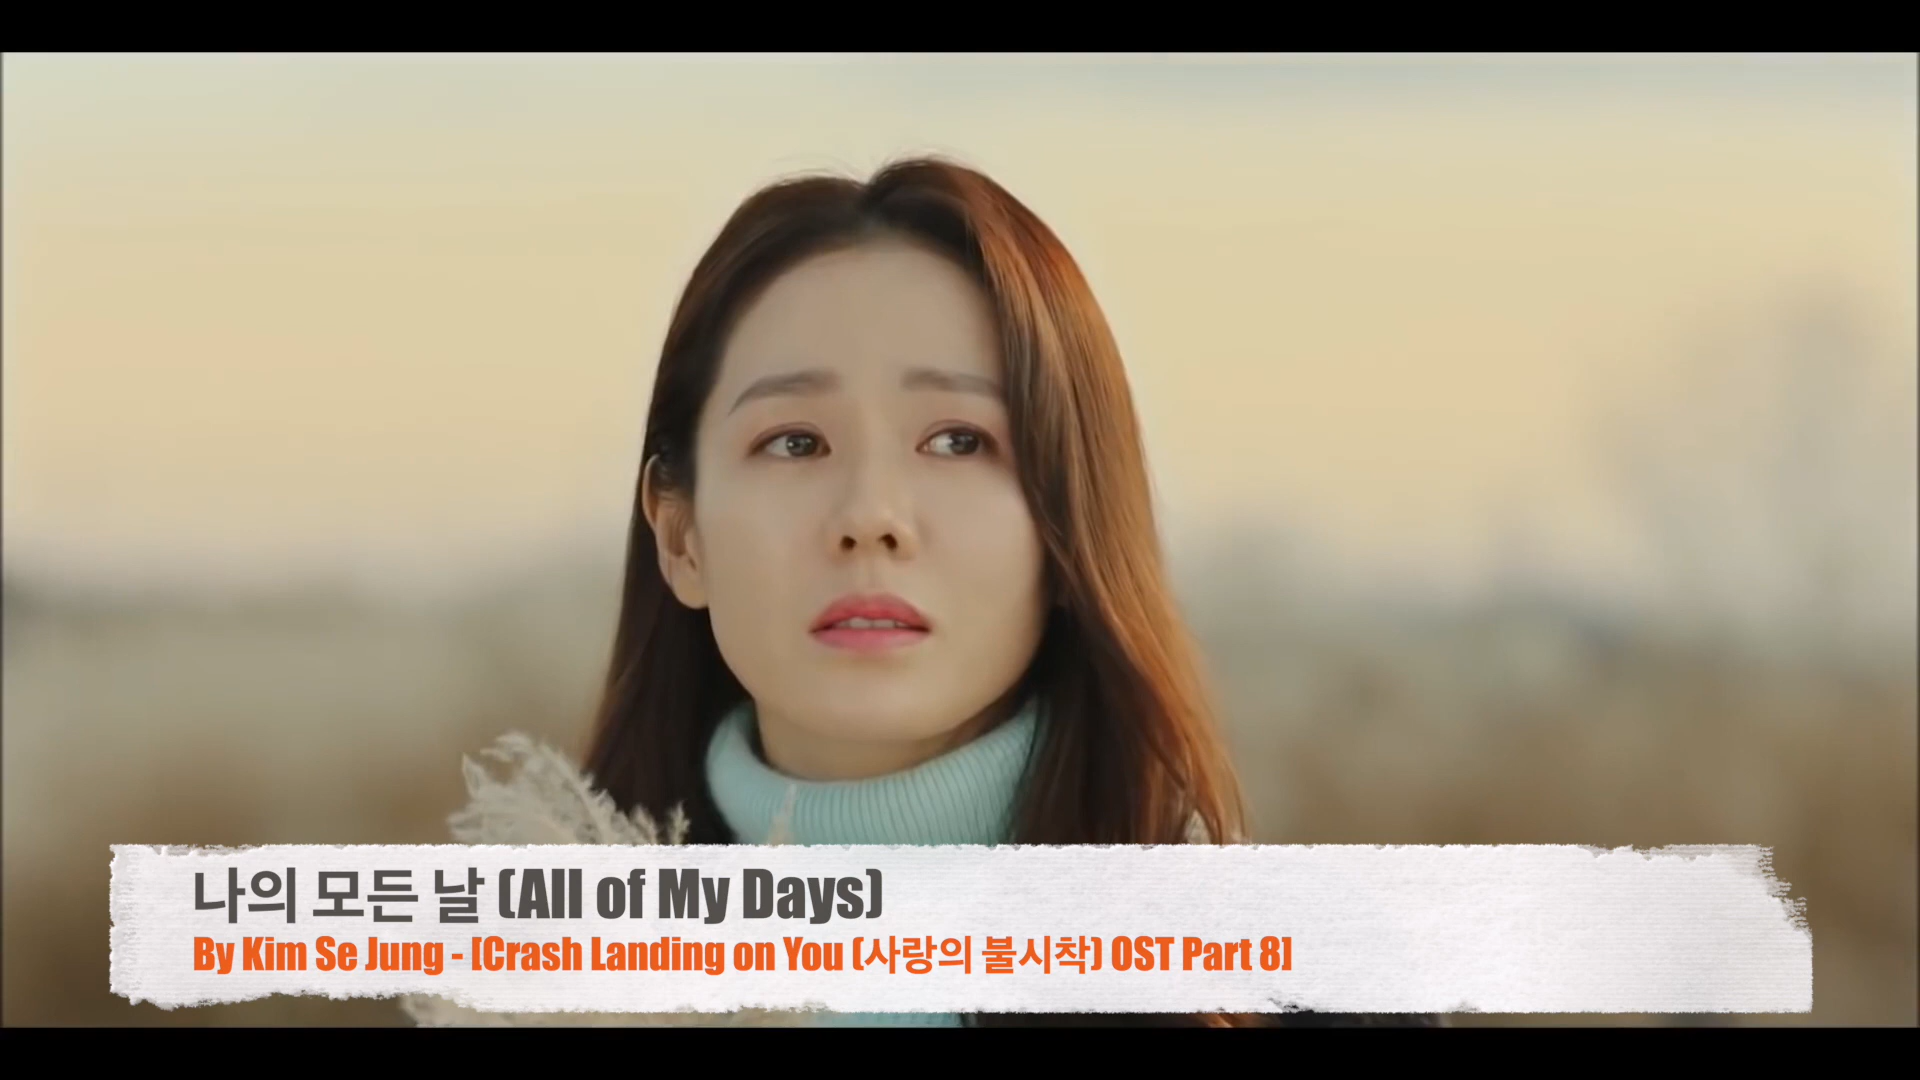 나의 모든 날 (All of My Days)
By Kim Se Jung - [Crash Landing on You (사랑의 불시착) OST Part 8]